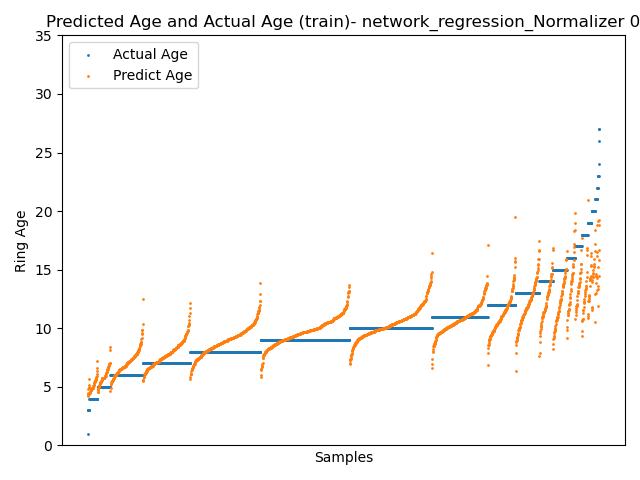 Predicted Age and Actual Age (train)- network_regression_Normalizer 0
35
30
25
20
15
10
5
0
Ring Age
Actual Age
Predict Age
Samples